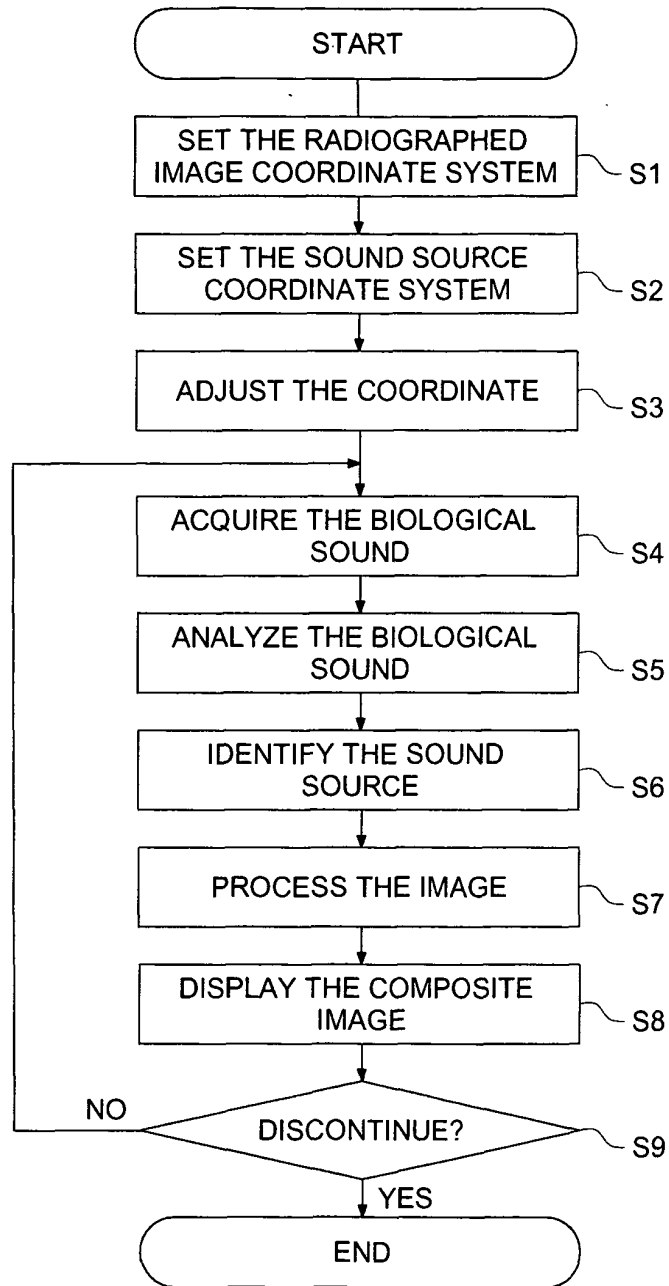 START
SET THE RADIOGRAPHED
IMAGE COORDINATE SYSTEM
S1
SET THE SOUND SOURCE
COORDINATE SYSTEM
S2
ADJUST THE COORDINATE
S3
ACQUIRE THE BIOLOGICAL
SOUND
S4
ANALYZE THE BIOLOGICAL
SOUND
S5
IDENTIFY THE SOUND
SOURCE
S6
PROCESS THE IMAGE
S7
DISPLAY THE COMPOSITE
IMAGE
S8
NO
DISCONTINUE?
S9
YES
END